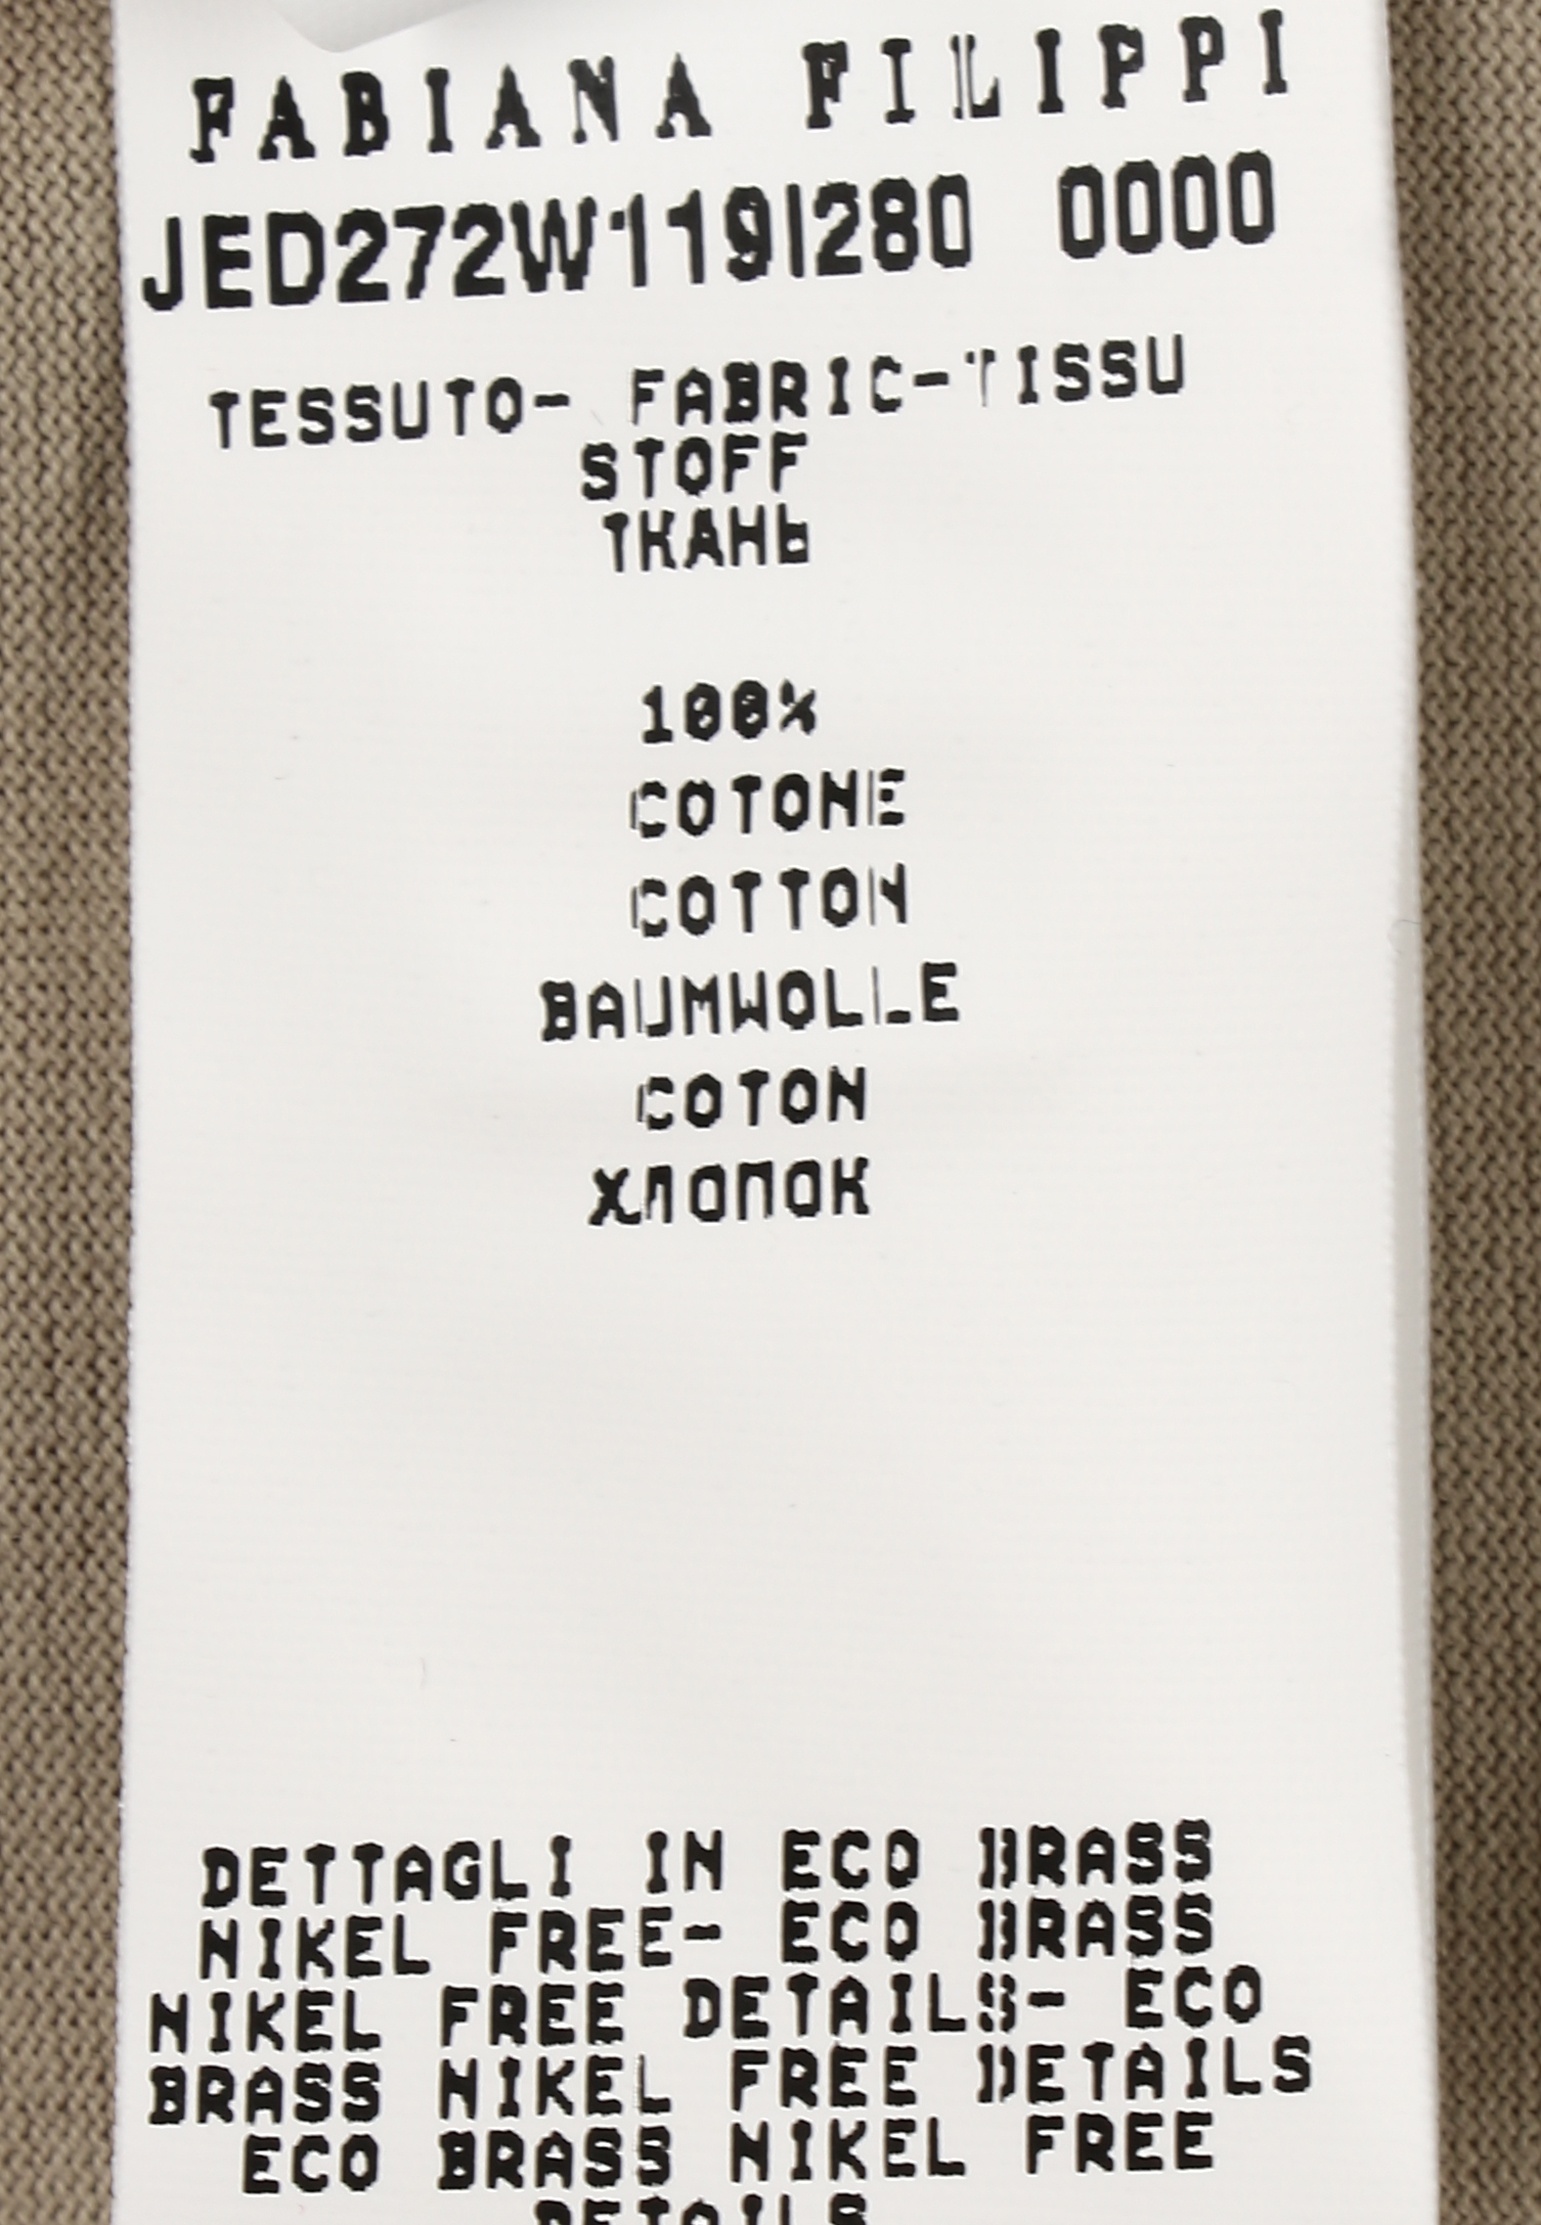 FABIANA FILIPPI
JED272W119I280 0000
TESSUTO- FABRIC-TISSU
STOFF
ТКАНЬ
100%
COTONE
COTTON
BAUMWOLLE
COTON
ХЛОПОК
DETTAGLI IN ECO BRASS
NIKEL FREE- ECO BRASS
NIKEL FREE DETAILS- ECO
BRASS NIKEL FREE DETAILS
ECO BRASS NIKEL FREE
DETAILS